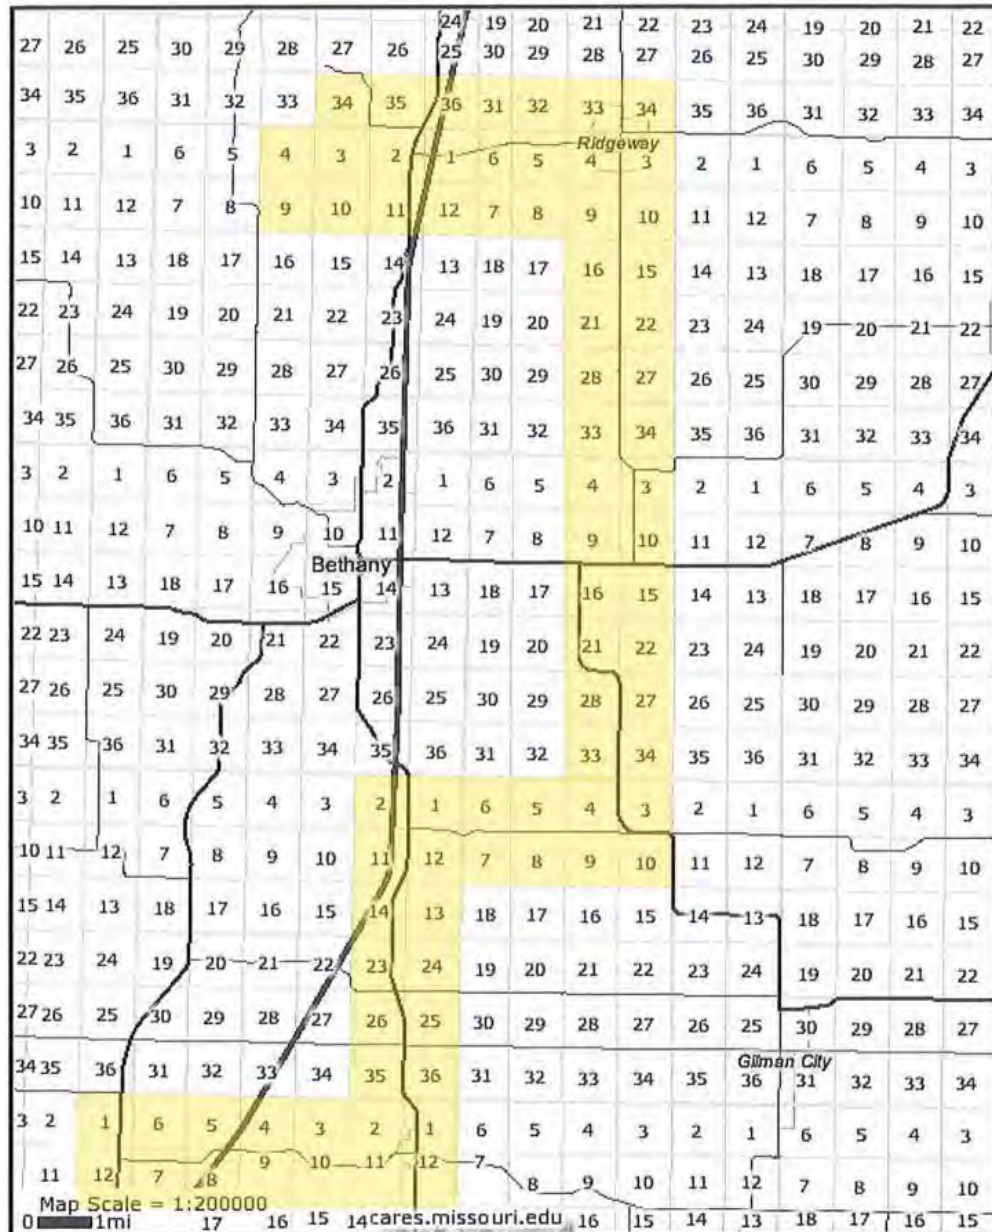 24 19 20 21 22 23 24 19 20 21 22
27 26 25 30 29 28 27 26 25 30 29 28 27 26 25 30 29 28 27
34 35 36 31 32 33 34 35 36 31 32 33 34 35 36 31 32 33 34
Ridgeway
3 2 1 6 5 4 3 2 1 6 5 4 3 2 1 6 5 4 3
10 11 12 7 8 9 10 11 12 7 8 9 10 11 12 7 8 9 10
15 14 13 18 17 16 15 14 13 18 17 16 15 14 13 18 17 16 15
22 23 24 19 20 21 22 23 24 19 20 21 22 23 24 19 20 21 22
27 26 25 30 29 28 27 26 25 30 29 28 27 26 25 30 29 28 27
34 35 36 31 32 33 34 35 36 31 32 33 34 35 36 31 32 33 34
3 2 1 6 5 4 3 2 1 6 5 4 3 2 1 6 5 4 3
10 11 12 7 8 9 10 11 12 7 8 9 10 11 12 7 8 9 10
Bethany
15 14 13 18 17 16 15 14 13 18 17 16 15 14 13 18 17 16 15
22 23 24 19 20 21 22 23 24 19 20 21 22 23 24 19 20 21 22
27 26 25 30 29 28 27 26 25 30 29 28 27 26 25 30 29 28 27
34 35 36 31 32 33 34 35 36 31 32 33 34 35 36 31 32 33 34
3 2 1 6 5 4 3 2 1 6 5 4 3 2 1 6 5 4 3
10 11 12 7 8 9 10 11 12 7 8 9 10 11 12 7 8 9 10
15 14 13 18 17 16 15 14 13 18 17 16 15 14 13 18 17 16 15
22 23 24 19 20 21 22 23 24 19 20 21 22 23 24 19 20 21 22
27 26 25 30 29 28 27 26 25 30 29 28 27 26 25 30 29 28 27
Gilman City
34 35 36 31 32 33 34 35 36 31 32 33 34 35 36 31 32 33 34
3 2 1 6 5 4 3 2 1 6 5 4 3 2 1 6 5 4 3
11 12 7 8 9 10 11 12 7 8 9 10 11 12 7 8 9 10
Map Scale = 1:200000
0 1mi 17 16 15 14 cares.missouri.edu 16 15 14 13 18 17 16 15